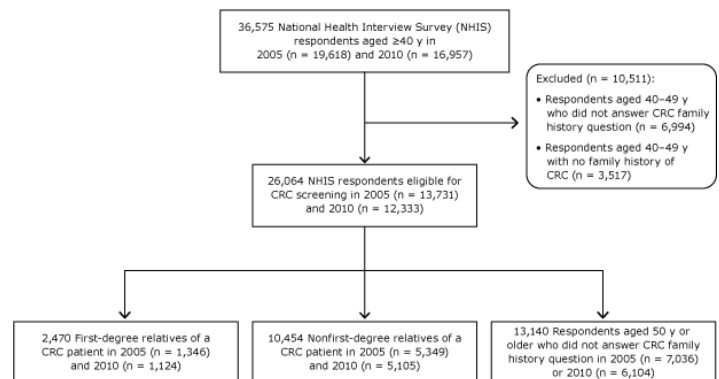 36,575 National Health Interview Survey (NHIS)
respondents aged ≥40 y in
2005 (n = 19,618) and 2010 (n = 16,957)
Excluded (n = 10,511):
• Respondents aged 40–49 y
who did not answer CRC family
history question (n = 6,994)
• Respondents aged 40–49 y
with no family history of
CRC (n = 3,517)
26,064 NHIS respondents eligible for
CRC screening in 2005 (n = 13,731)
and 2010 (n = 12,333)
2,470 First-degree relatives of a
CRC patient in 2005 (n = 1,346)
and 2010 (n = 1,124)
10,454 Nonfirst-degree relatives of a
CRC patient in 2005 (n = 5,349)
and 2010 (n = 5,105)
13,140 Respondents aged 50 y or
older who did not answer CRC family
history question in 2005 (n = 7,036)
or 2010 (n = 6,104)